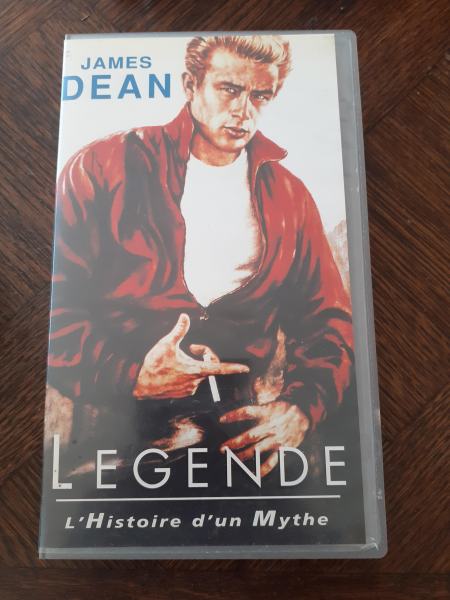 JAMES
DEAN
LEGENDE
L'Histoire d'un Mythe